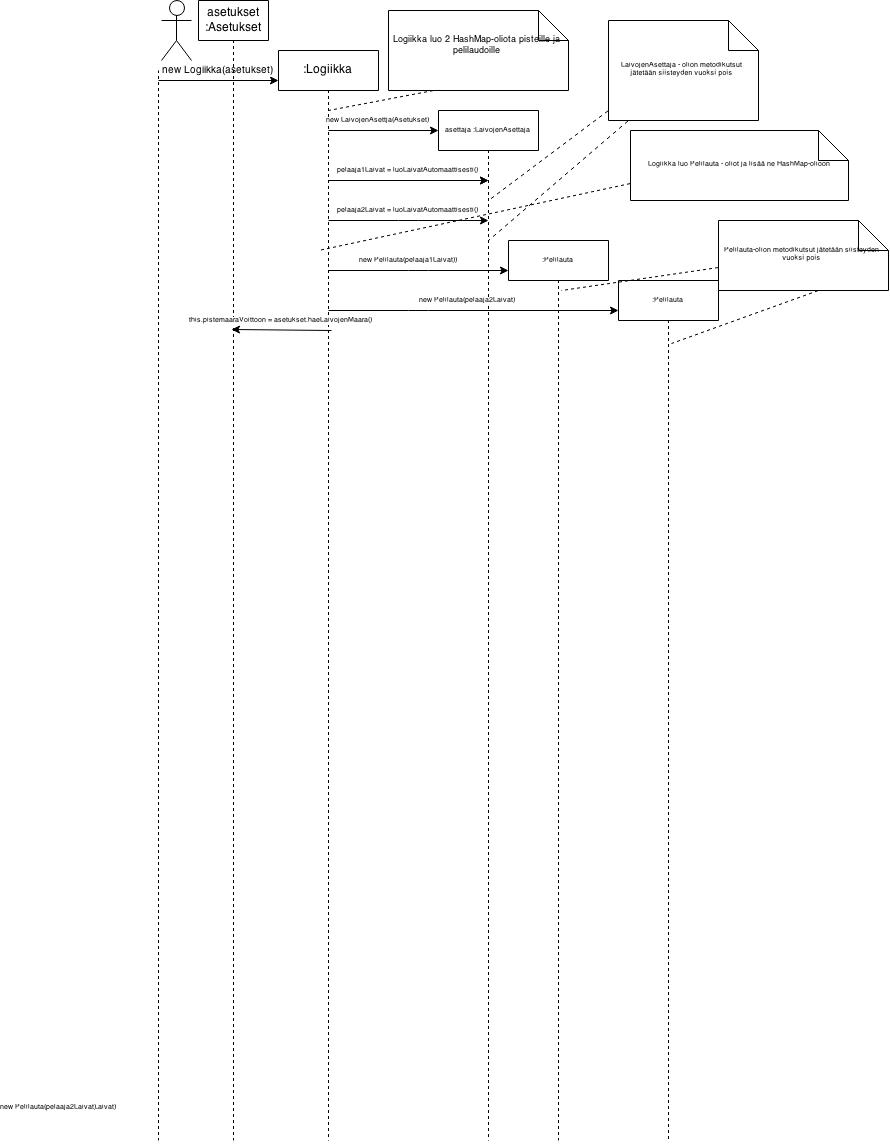 asetukset
:Asetukset
Logiikka luo 2 HashMap-oliota pisteille ja
pelilaudoille
new Logiikka(asetukset)
:Logiikka
LaivojenAsettaja - olion metodikutsut
jätetään siisteyden vuoksi pois
new LaivojenAsettja(Asetukset)
asettaja :LaivojenAsettaja
pelaaja1Laivat = luoLaivatAutomaattisesti()
Logiikka luo Pelilauta - oliot ja lisää ne HashMap-olioon
pelaaja2Laivat = luoLaivatAutomaattisesti()
Pelilauta-olion metodikutsut jätetään siisteyden
vuoksi pois
new Pelilauta(pelaaja1Laivat))
:Pelilauta
new Pelilauta(pelaaja2Laivat)
:Pelilauta
this.pistemaaraVoittoon = asetukset.haeLaivojenMaara()
new Pelilauta(pelaaja2Laivat)Laivat)